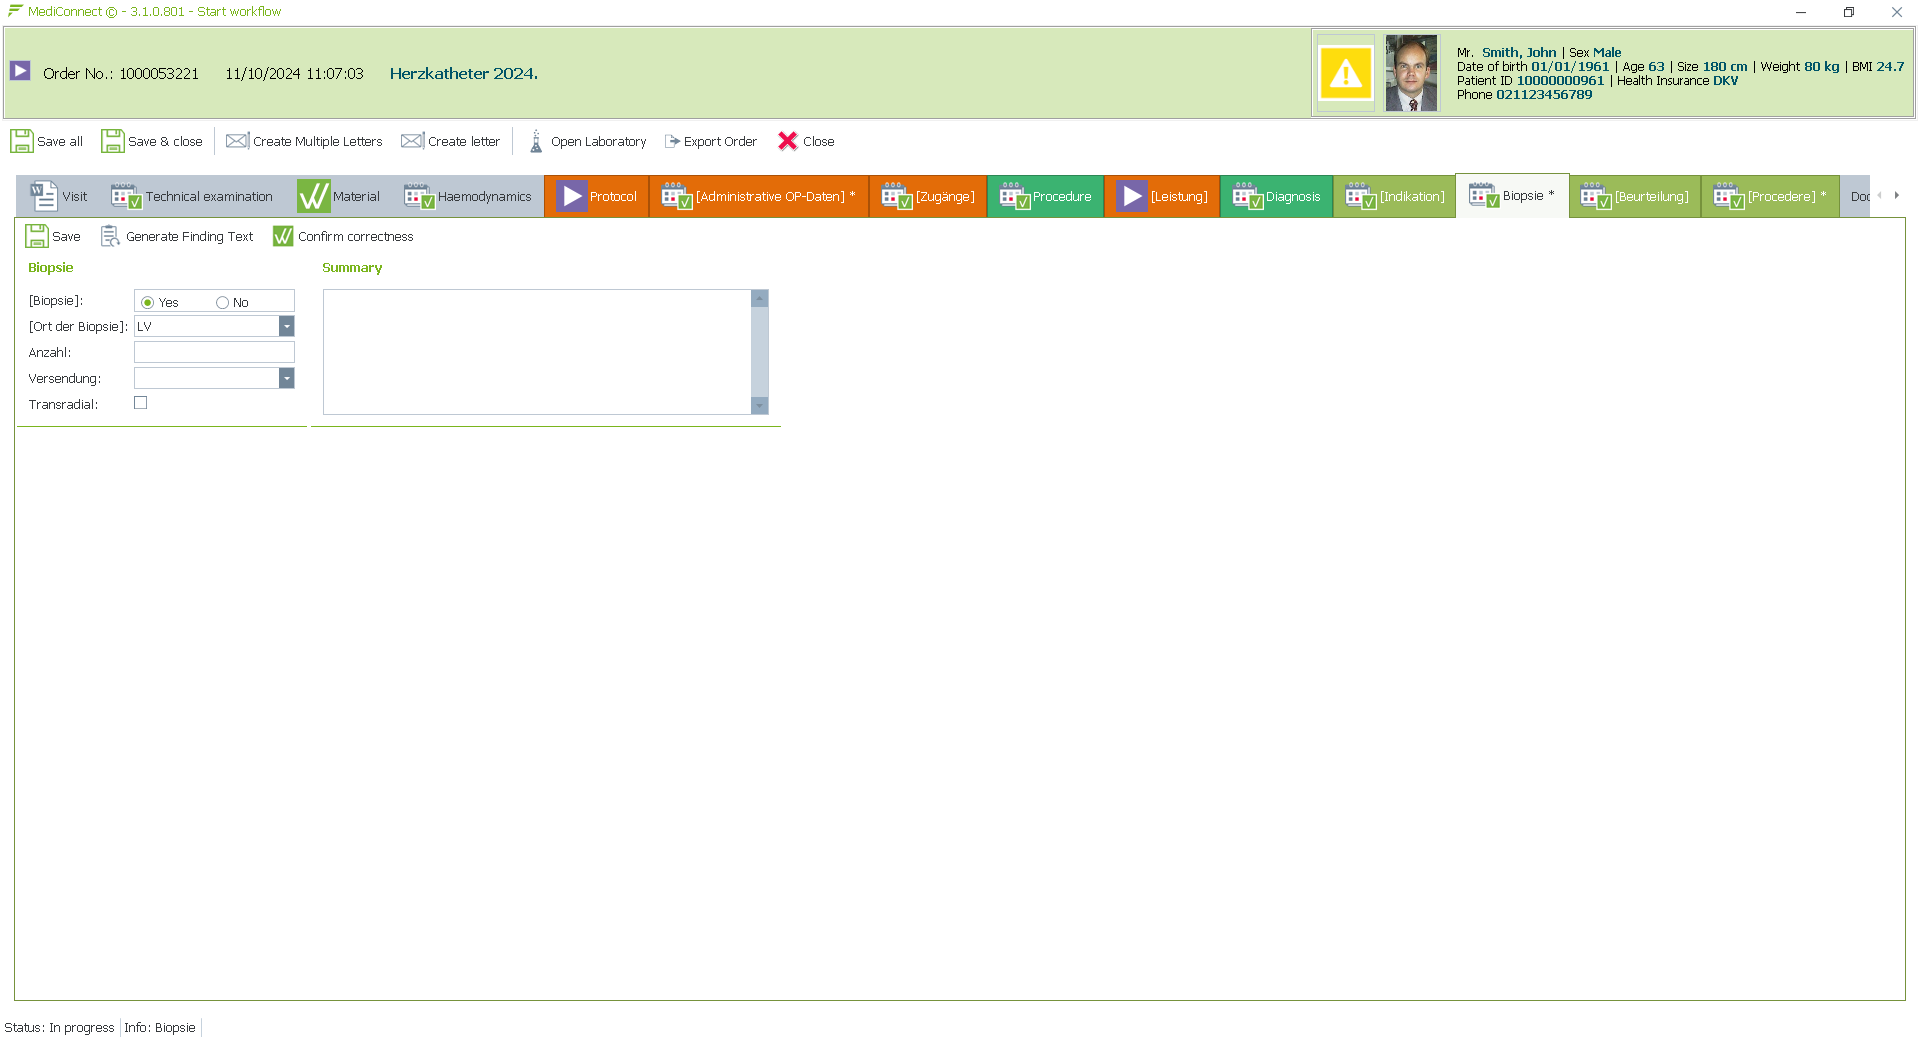 MediConnect © - 3.1.0.801 - Start workflow
Order No.: 1000053221 11/10/2024 11:07:03 Herzkatheter 2024.
Mr. Smith, John | Sex Male
Date of birth 01/01/1961 | Age 63 | Size 180 cm | Weight 80 kg | BMI 24.7
Patient ID 10000000961 | Health Insurance DKV
Phone 021123456789
Save all Save & close Create Multiple Letters Create letter Open Laboratory Export Order Close
Visit Technical examination Material Haemodynamics Protocol [Administrative OP-Daten] * [Zugänge] Procedure [Leistung] Diagnosis [Indikation] Biopsie * [Beurteilung] [Procedere] * Doc
Save Generate Finding Text Confirm correctness
Biopsie Summary
[Biopsie]: Yes No
[Ort der Biopsie]: LV
Anzahl:
Versendung:
Transradial:
Status: In progress Info: Biopsie